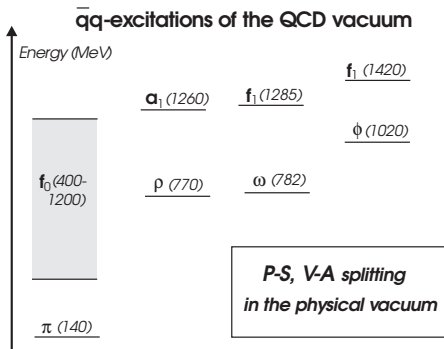 q̄q-excitations of the QCD vacuum
Energy (MeV)
f₁ (1420)
a₁ (1260)
f₁ (1285)
ϕ (1020)
f₀ (400-
1200)
ρ (770)
ω (782)
P-S, V-A splitting
in the physical vacuum
π (140)